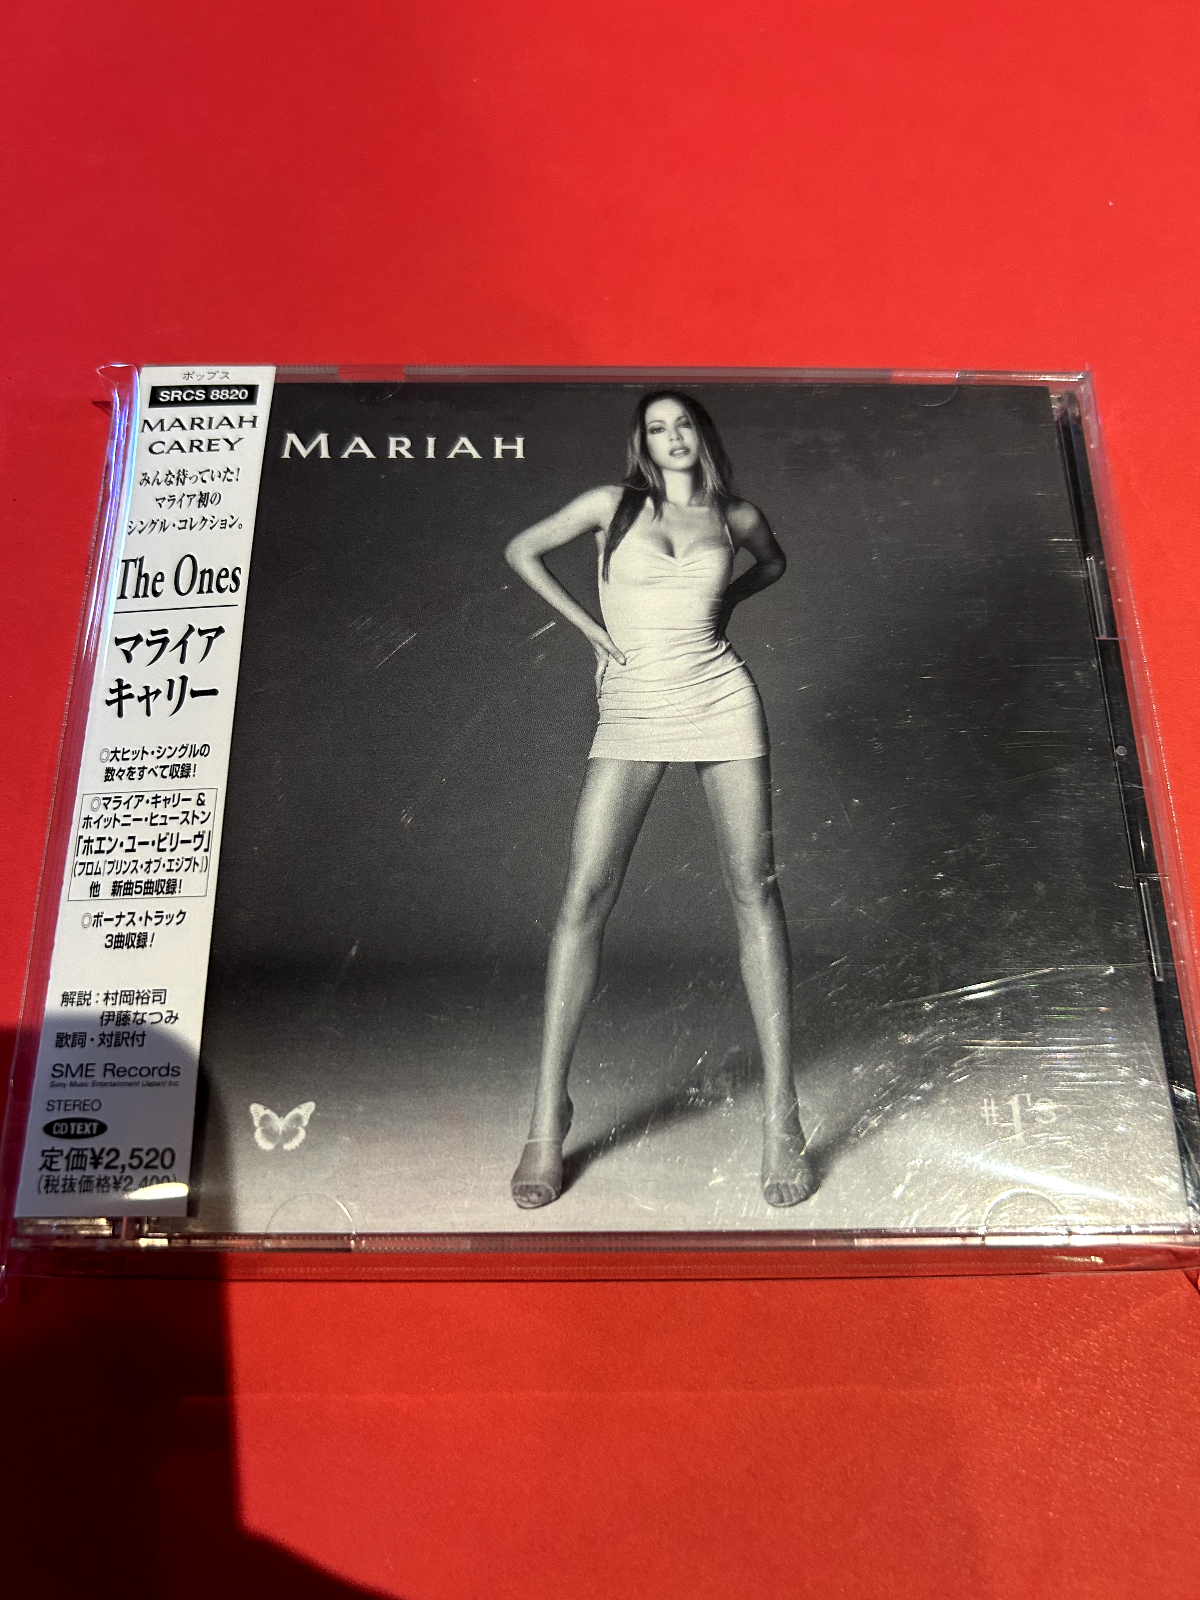 ポップス
SRCS 8820
MARIAH
CAREY
みんな待っていた!
マライア初の
シングル・コレクション。
The Ones
マライア
キャリー
◎大ヒット・シングルの
数々をすべて収録!
◎マライア・キャリー &
ホイットニー・ヒューストン
「ホエン・ユー・ビリーヴ」
(フロム『プリンス・オブ・エジプト』)
他 新曲5曲収録!
◎ボーナス・トラック
3曲収録!
解説:村岡裕司
伊藤なつみ
歌詞・対訳付
SME Records
Sony Music Entertainment (Japan) Inc.
STEREO
CD TEXT
定価¥2,520
(税抜価格¥2,400)
MARIAH
#1's